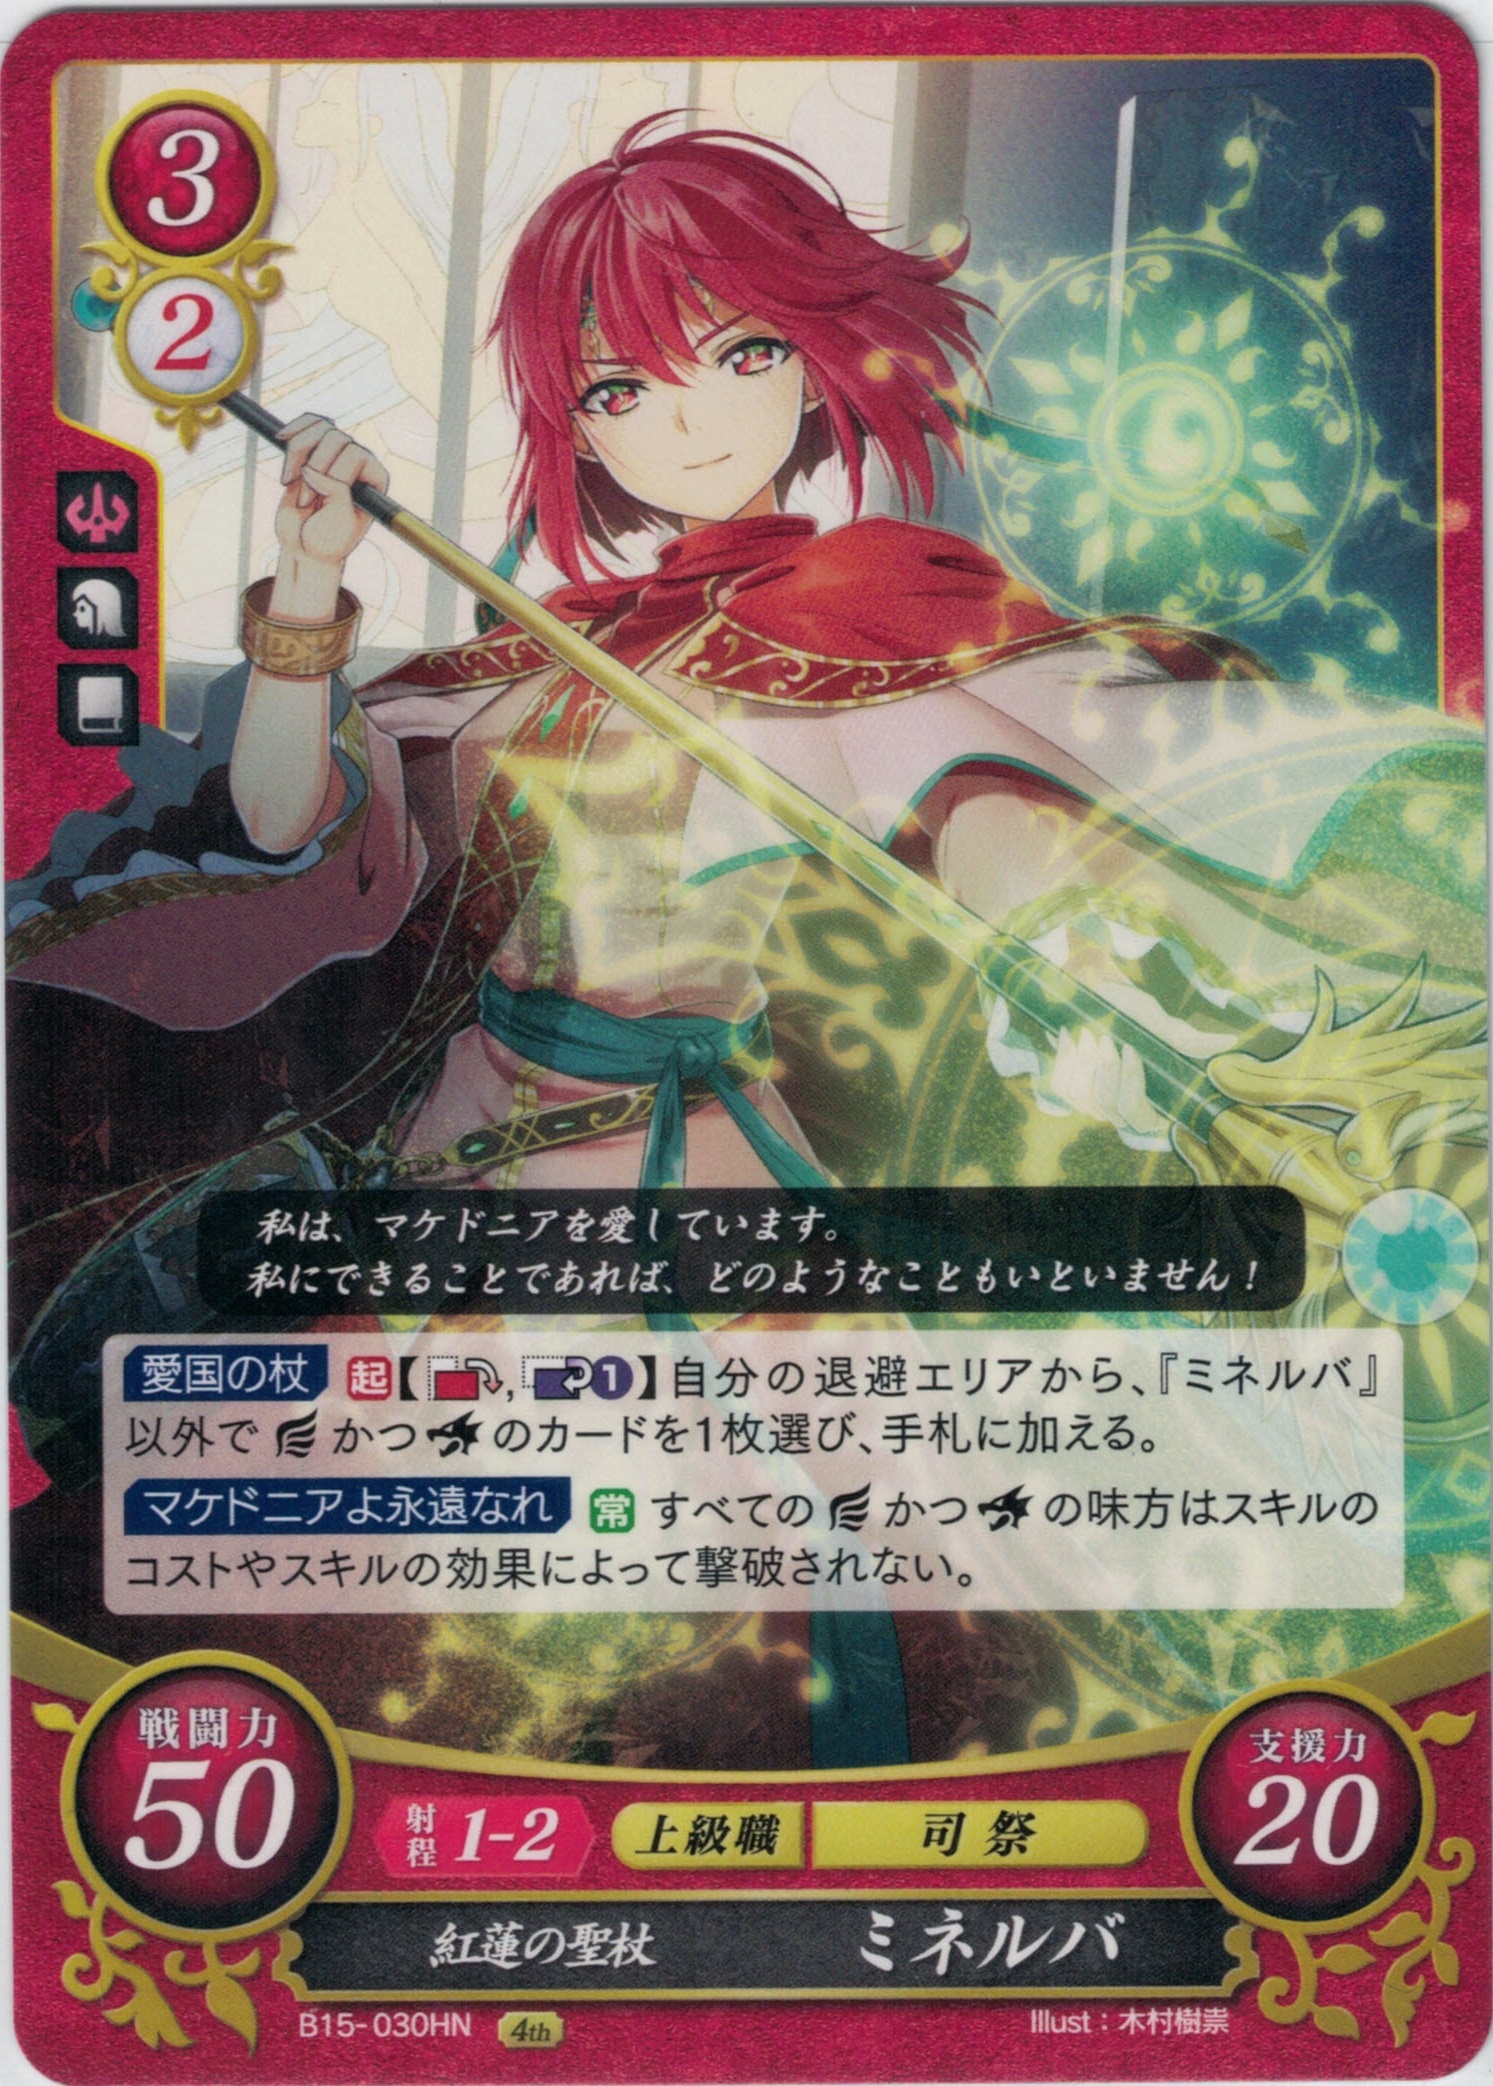 3
2
私は、マケドニアを愛しています。
私にできることであれば、どのようなこともいといません！
愛国の杖 起【 , 1】自分の退避エリアから、『ミネルバ』
以外で かつ のカードを1枚選び、手札に加える。
マケドニアよ永遠なれ 常 すべての かつ の味方はスキルの
コストやスキルの効果によって撃破されない。
戦闘力
50
射程 1-2
上級職
司祭
支援力
20
紅蓮の聖杖 ミネルバ
B15-030HN 4th
Illust：木村樹崇